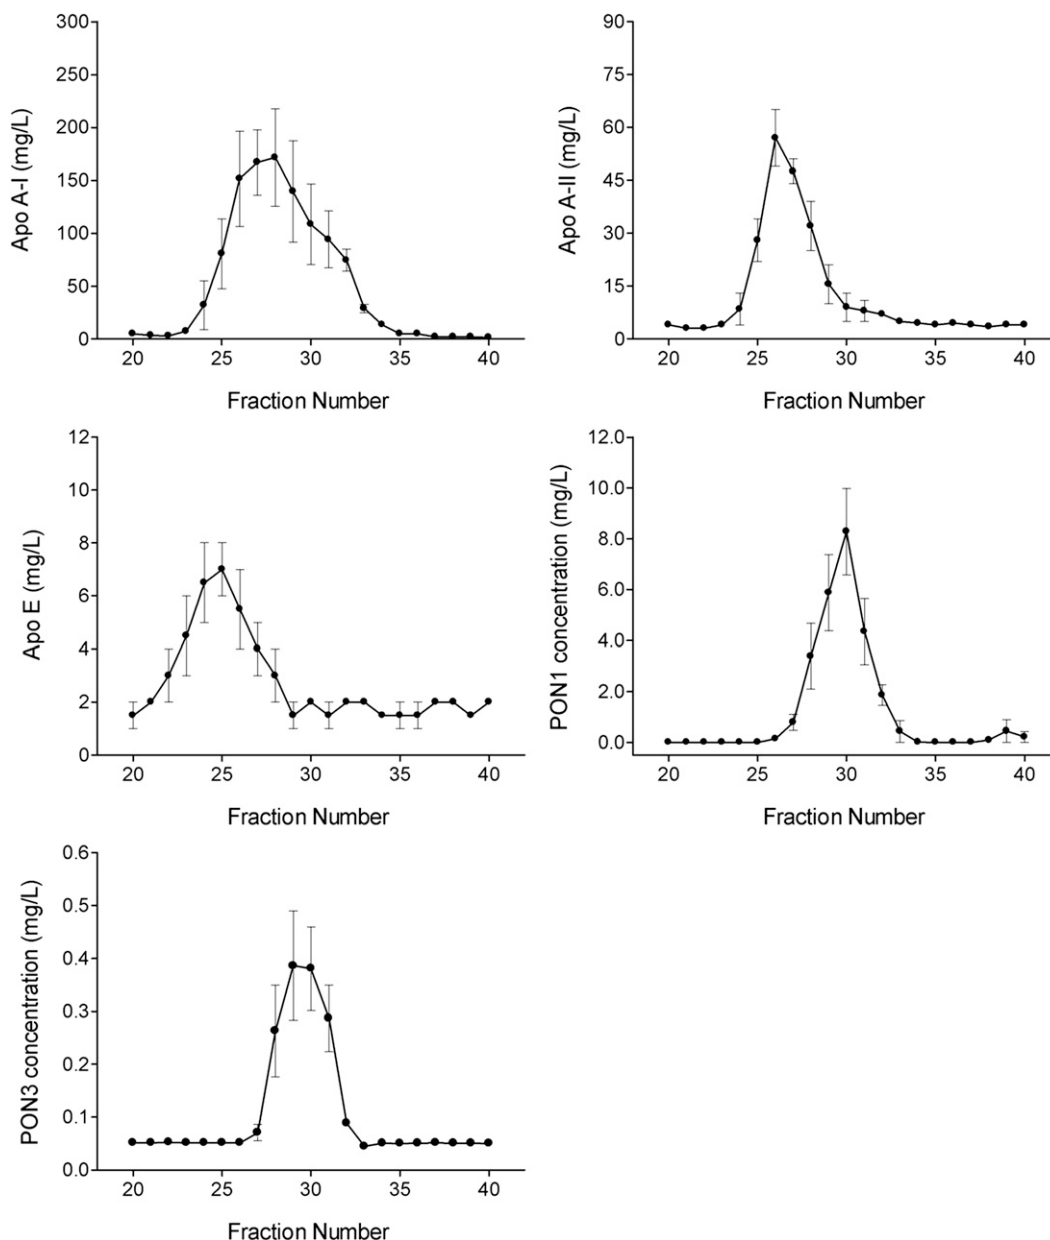 Apo A-I (mg/L)
300
250
200
150
100
50
0
20 25 30 35 40
Fraction Number
Apo A-II (mg/L)
90
75
60
45
30
15
0
20 25 30 35 40
Fraction Number
Apo E (mg/L)
12
10
8
6
4
2
0
20 25 30 35 40
Fraction Number
PON1 concentration (mg/L)
12.0
10.0
8.0
6.0
4.0
2.0
0.0
20 25 30 35 40
Fraction Number
PON3 concentration (mg/L)
0.6
0.5
0.4
0.3
0.2
0.1
0.0
20 25 30 35 40
Fraction Number